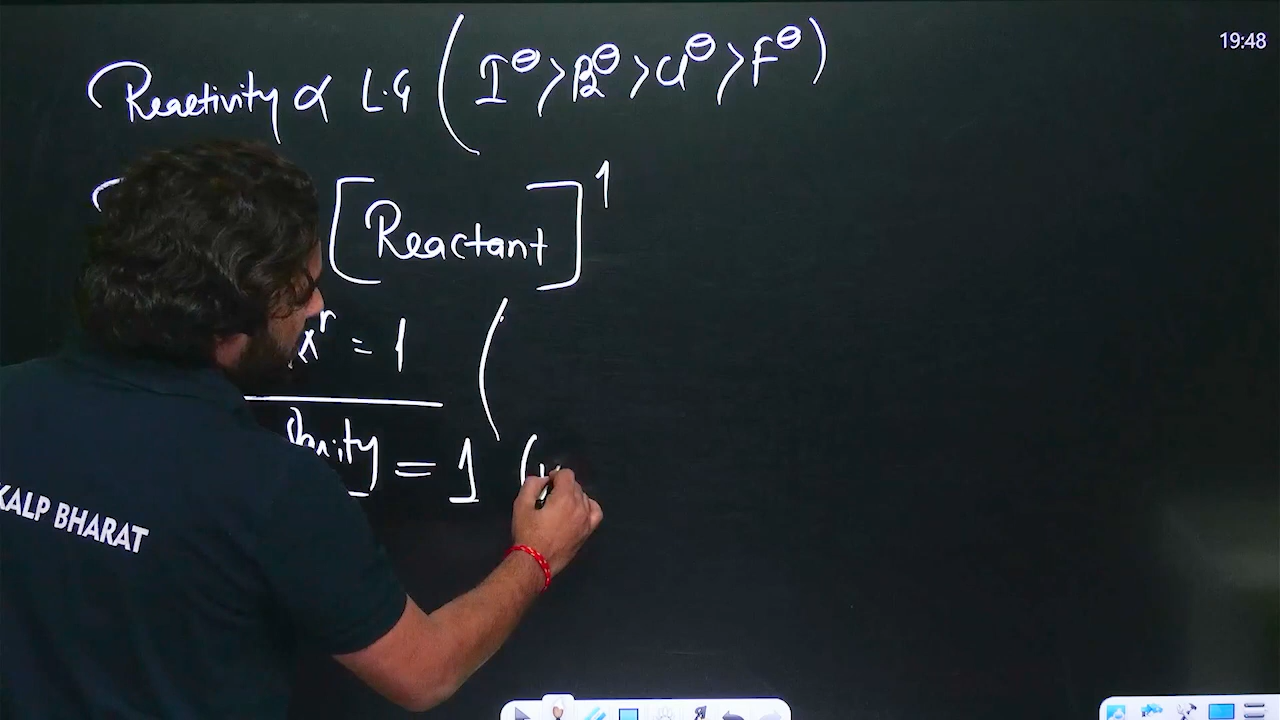 Reactivity ∝ L.G ( I⊖ > Br⊖ > Cl⊖ > F⊖ )
[Reactant]¹
= 1 (
= 1 (
KALP BHARAT
19:48